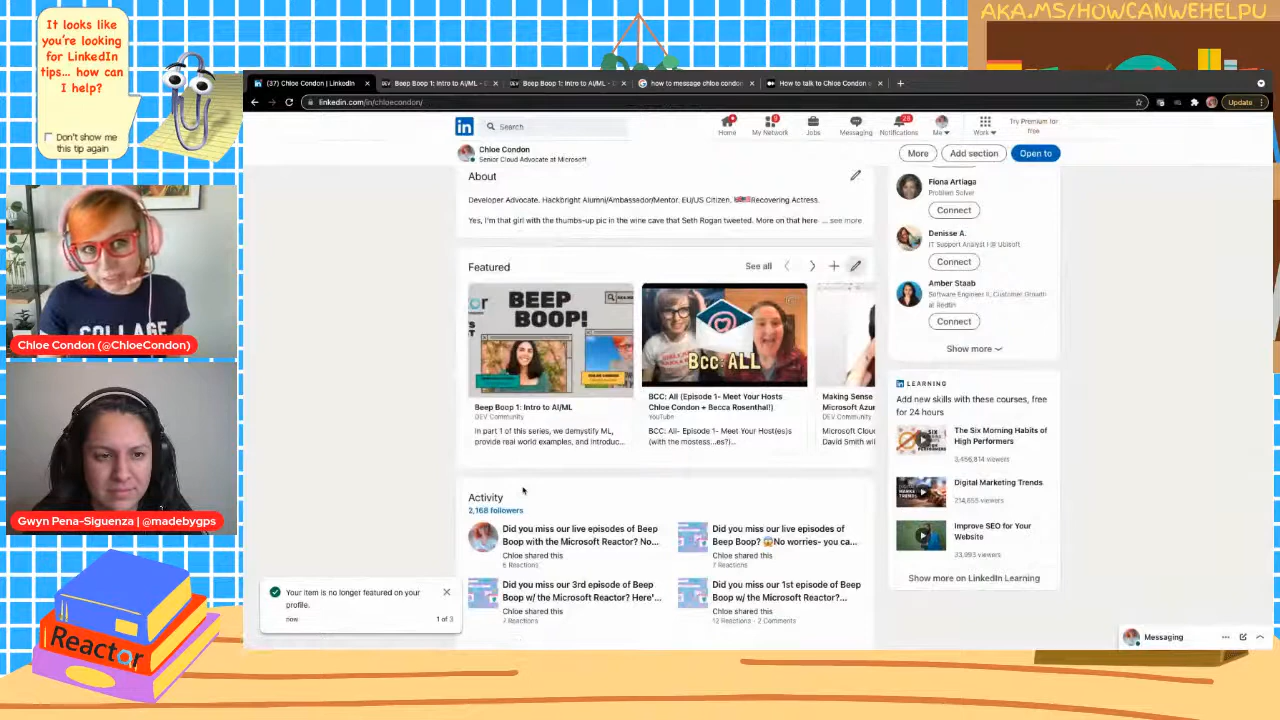 AKA.MS/HOWCANWEHELPU
It looks like
you're looking
for LinkedIn
tips... how can
I help?
Don't show me
this tip again
(37) Chloe Condon | LinkedIn
Beep Boop 1: Intro to AI/ML - 
Beep Boop 1: Intro to AI/ML - 
how to message chloe condon
How to talk to Chloe Condon
linkedin.com/in/chloecondon/
Update
in
Search
Home
My Network
Jobs
Messaging
Notifications
Me
Work
Try Premium for
free
Chloe Condon
Senior Cloud Advocate at Microsoft
More
Add section
Open to
About
Developer Advocate. Hackbright Alumni/Ambassador/Mentor. EU/US Citizen. Recovering Actress.
Yes, I'm that girl with the thumbs-up pic in the wine cave that Seth Rogan tweeted. More on that here ... see more
Featured
See all
BEEP
BOOP!
BCC: ALL
Beep Boop 1: Intro to AI/ML
DEV Community
In part 1 of this series, we demystify ML,
provide real world examples, and introduc...
BCC: All (Episode 1- Meet Your Hosts
Chloe Condon + Becca Rosenthal!)
YouTube
BCC: All- Episode 1- Meet Your Host(es)s
(with the mostess...es?)...
Making Sense
Microsoft Azur
DEV Community
Microsoft Clou
David Smith wi
Activity
2,168 followers
Did you miss our live episodes of Beep
Boop with the Microsoft Reactor? No...
Chloe shared this
6 Reactions
Did you miss our live episodes of
Beep Boop? 😱No worries- you ca...
Chloe shared this
7 Reactions
Did you miss our 3rd episode of Beep
Boop w/ the Microsoft Reactor? Here'...
Chloe shared this
7 Reactions
Did you miss our 1st episode of Beep
Boop w/ the Microsoft Reactor?...
Chloe shared this
12 Reactions · 2 Comments
Fiona Artiaga
Problem Solver
Connect
Denisse A.
IT Support Analyst I @ Ubisoft
Connect
Amber Staab
Software Engineer II, Customer Growth
at Redfin
Connect
Show more
in LEARNING
Add new skills with these courses, free
for 24 hours
The Six Morning Habits of
High Performers
3,486,814 viewers
Digital Marketing Trends
214,655 viewers
Improve SEO for Your
Website
33,993 viewers
Show more on LinkedIn Learning
Your item is no longer featured on your
profile.
now
1 of 3
Messaging
COLLAGE
Chloe Condon (@ChloeCondon)
Gwyn Pena-Siguenza | @madebygps
Reactor